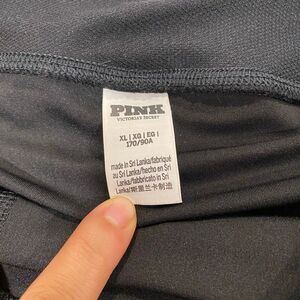 PINK
VICTORIA'S SECRET
XL | XG | EG |
170/90A
made in Sri Lanka/fabriqué
au Sri Lanka/hecho en Sri
Lanka/fabbricato in Sri
Lanka/斯里兰卡制造